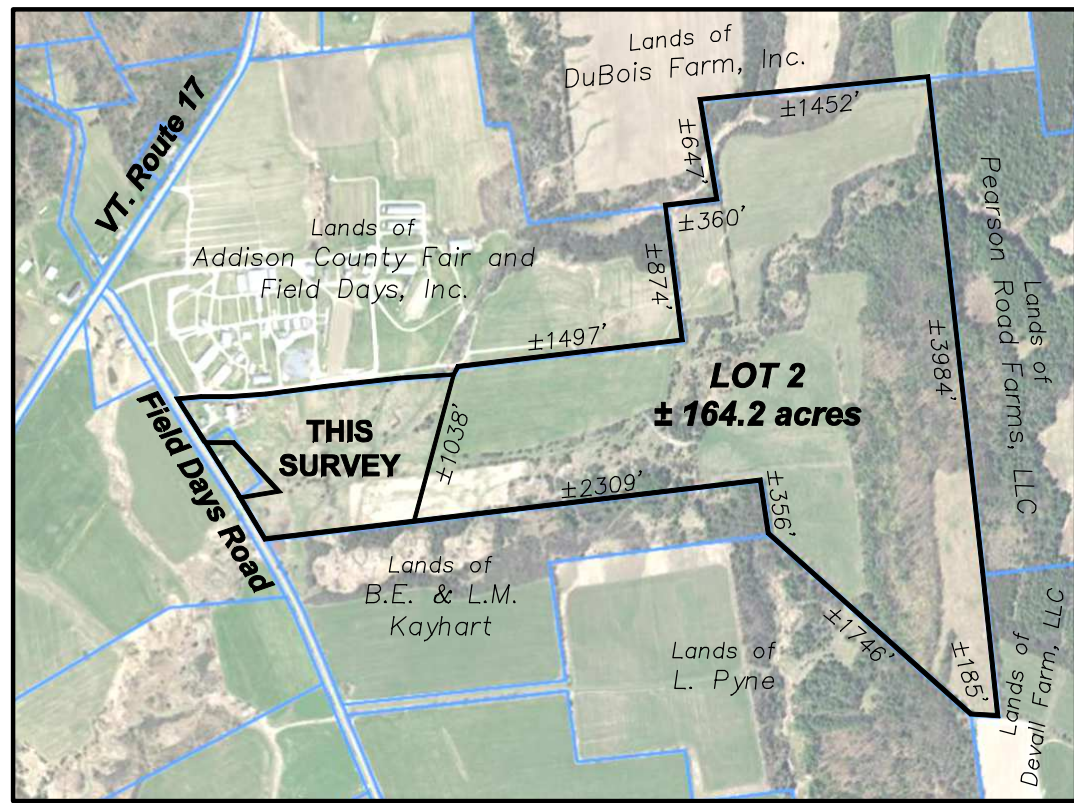 Lands of
DuBois Farm, Inc.
±1452’
VT. Route 17
±647’
Lands of
Pearson
Road Farms, LLC
±360’
Lands of
Addison County Fair and
Field Days, Inc.
±874’
±1497’
±3984’
LOT 2
± 164.2 acres
THIS
SURVEY
±1038’
Field Days Road
±2309’
±356’
Lands of
B.E. & L.M.
Kayhart
±1746’
Lands of
L. Pyne
±185’
Lands of
Devall Farm, LLC